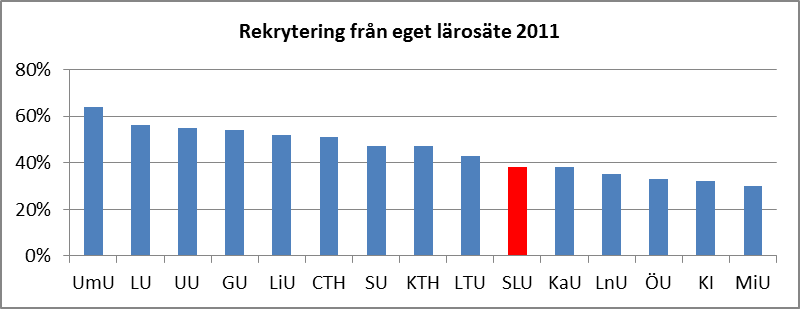 Rekrytering från eget lärosäte 2011
80%
60%
40%
20%
0%
UmU LU UU GU LiU CTH SU KTH LTU SLU KaU LnU ÖU KI MiU